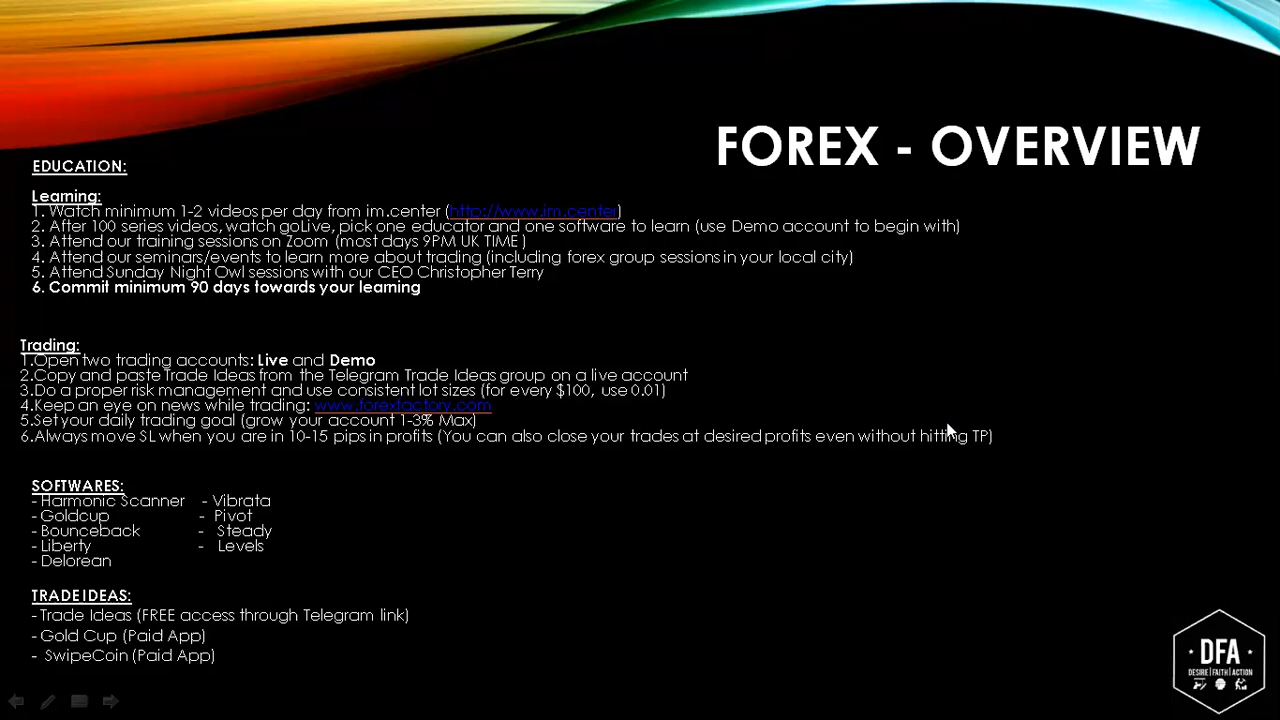 FOREX - OVERVIEW
EDUCATION:
Learning:
1. Watch minimum 1-2 videos per day from im.center (http://www.im.center)
2. After 100 series videos, watch goLive, pick one educator and one software to learn (use Demo account to begin with)
3. Attend our training sessions on Zoom (most days 9PM UK TIME )
4. Attend our seminars/events to learn more about trading (including forex group sessions in your local city)
5. Attend Sunday Night Owl sessions with our CEO Christopher Terry
6. Commit minimum 90 days towards your learning
Trading:
1.Open two trading accounts: Live and Demo
2.Copy and paste Trade Ideas from the Telegram Trade Ideas group on a live account
3.Do a proper risk management and use consistent lot sizes (for every $100, use 0.01)
4.Keep an eye on news while trading: www.forexfactory.com
5.Set your daily trading goal (grow your account 1-3% Max)
6.Always move SL when you are in 10-15 pips in profits (You can also close your trades at desired profits even without hitting TP)
SOFTWARES:
- Harmonic Scanner - Vibrata
- Goldcup - Pivot
- Bounceback - Steady
- Liberty - Levels
- Delorean
TRADE IDEAS:
- Trade Ideas (FREE access through Telegram link)
- Gold Cup (Paid App)
- SwipeCoin (Paid App)
DFA
DESIRE | FAITH | ACTION